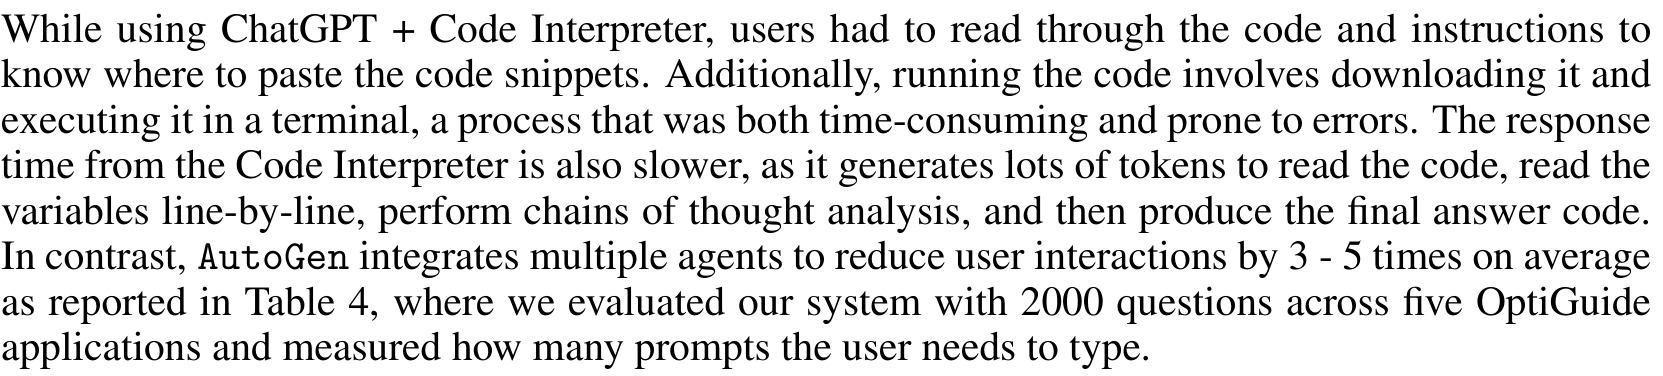 While using ChatGPT + Code Interpreter, users had to read through the code and instructions to
know where to paste the code snippets. Additionally, running the code involves downloading it and
executing it in a terminal, a process that was both time-consuming and prone to errors. The response
time from the Code Interpreter is also slower, as it generates lots of tokens to read the code, read the
variables line-by-line, perform chains of thought analysis, and then produce the final answer code.
In contrast, AutoGen integrates multiple agents to reduce user interactions by 3 - 5 times on average
as reported in Table 4, where we evaluated our system with 2000 questions across five OptiGuide
applications and measured how many prompts the user needs to type.